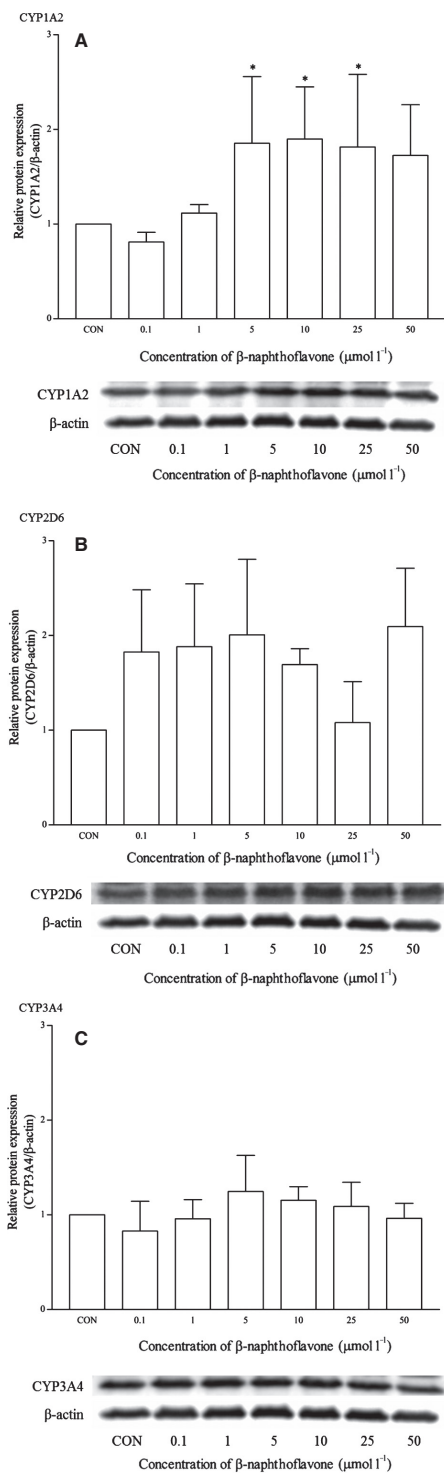 CYP1A2
A
Relative protein expression
(CYP1A2/β-actin)
3
2
1
0
* * *
CON 0.1 1 5 10 25 50
Concentration of β-naphthoflavone (μmol l⁻¹)
CYP1A2
β-actin
CON 0.1 1 5 10 25 50
Concentration of β-naphthoflavone (μmol l⁻¹)
CYP2D6
B
Relative protein expression
(CYP2D6/β-actin)
3
2
1
0
CON 0.1 1 5 10 25 50
Concentration of β-naphthoflavone (μmol l⁻¹)
CYP2D6
β-actin
CON 0.1 1 5 10 25 50
Concentration of β-naphthoflavone (μmol l⁻¹)
CYP3A4
C
Relative protein expression
(CYP3A4/β-actin)
3
2
1
0
CON 0.1 1 5 10 25 50
Concentration of β-naphthoflavone (μmol l⁻¹)
CYP3A4
β-actin
CON 0.1 1 5 10 25 50
Concentration of β-naphthoflavone (μmol l⁻¹)